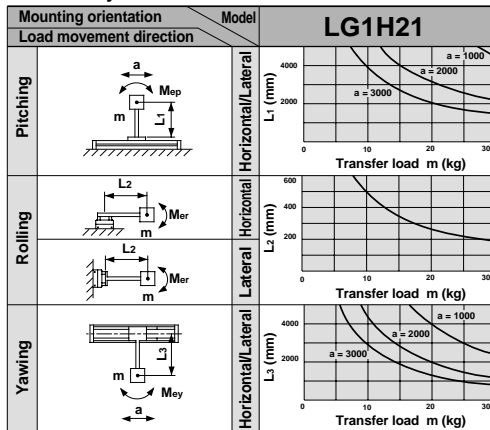 Mounting orientation
Load movement direction
Model
LG1H21
Pitching
a
Mep
m
L1
Horizontal/Lateral
L1 (mm)
4000
2000
a = 1000
a = 2000
a = 3000
0 10 20 30
Transfer load m (kg)
Rolling
L2
Mer
m
Horizontal
L2
Mer
m
Lateral
L2 (mm)
600
400
200
0 10 20 30
Transfer load m (kg)
Yawing
L3
m
Mey
a
Horizontal/Lateral
L3 (mm)
4000
2000
a = 1000
a = 2000
a = 3000
0 10 20 30
Transfer load m (kg)